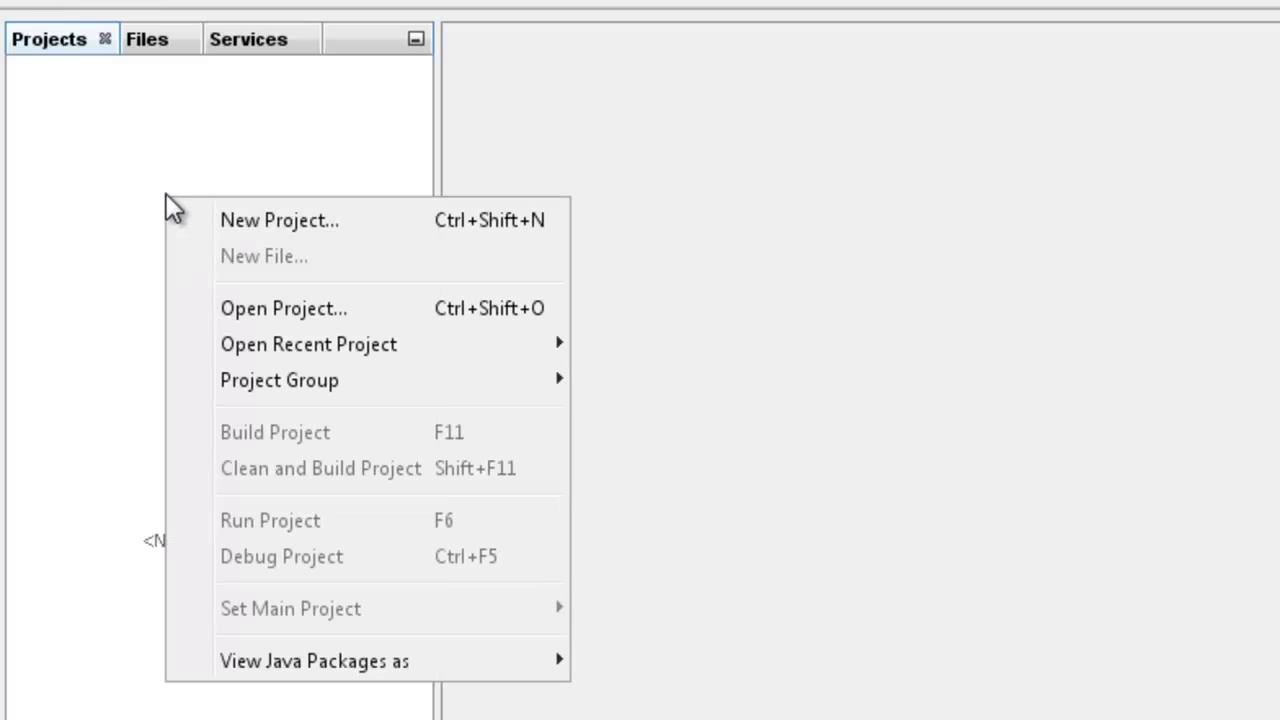 Projects Files Services
New Project... Ctrl+Shift+N
New File...
Open Project... Ctrl+Shift+O
Open Recent Project
Project Group
Build Project F11
Clean and Build Project Shift+F11
Run Project F6
<N
Debug Project Ctrl+F5
Set Main Project
View Java Packages as